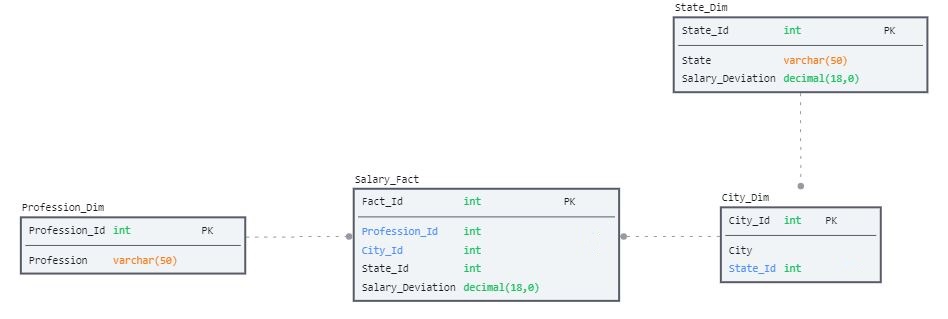 State_Dim
State_Id int PK
State varchar(50)
Salary_Deviation decimal(18,0)
Salary_Fact
Fact_Id int PK
Profession_Id int
City_Id int
State_Id int
Salary_Deviation decimal(18,0)
Profession_Dim
Profession_Id int PK
Profession varchar(50)
City_Dim
City_Id int PK
City
State_Id int